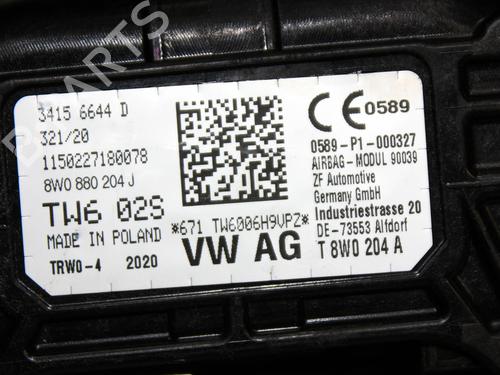 PARTS
3415 6644 D
321/20
1150227180078
8W0 880 204 J
TW6 02S
MADE IN POLAND
TRW0-4 2020
*671 TW6006H9VPZ*
VW AG
CE 0589
0589-P1-000327
AIRBAG-MODUL 90039
ZF Automotive
Germany GmbH
Industriestrasse 20
DE-73553 Alfdorf
T 8W0 204 A